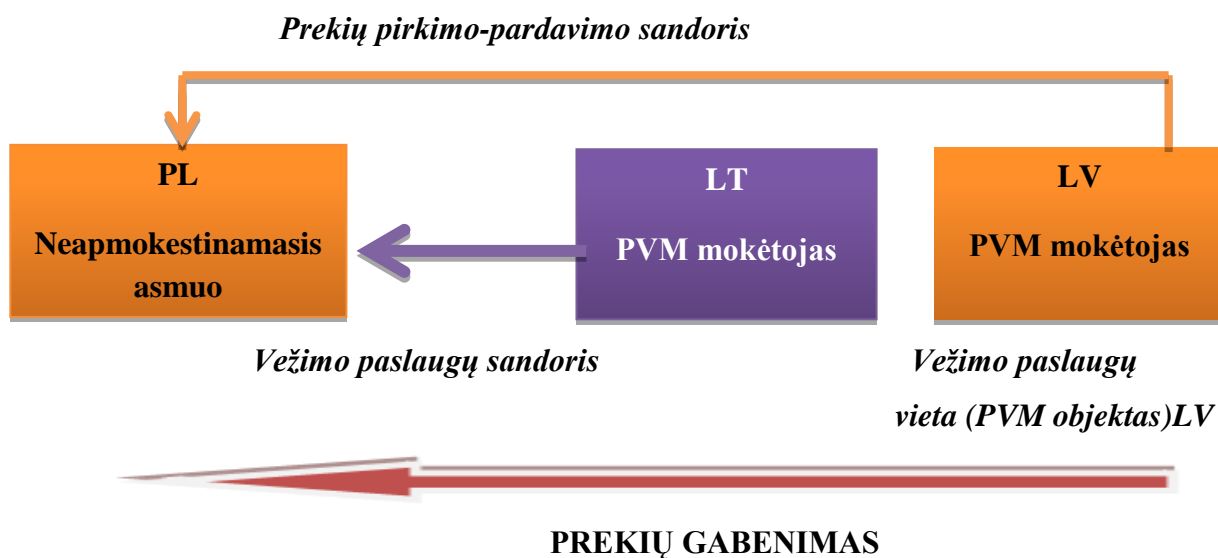 Prekių pirkimo-pardavimo sandoris
PL
Neapmokestinamasis
asmuo
LT
PVM mokėtojas
LV
PVM mokėtojas
Vežimo paslaugų sandoris
Vežimo paslaugų
vieta (PVM objektas)LV
PREKIŲ GABENIMAS